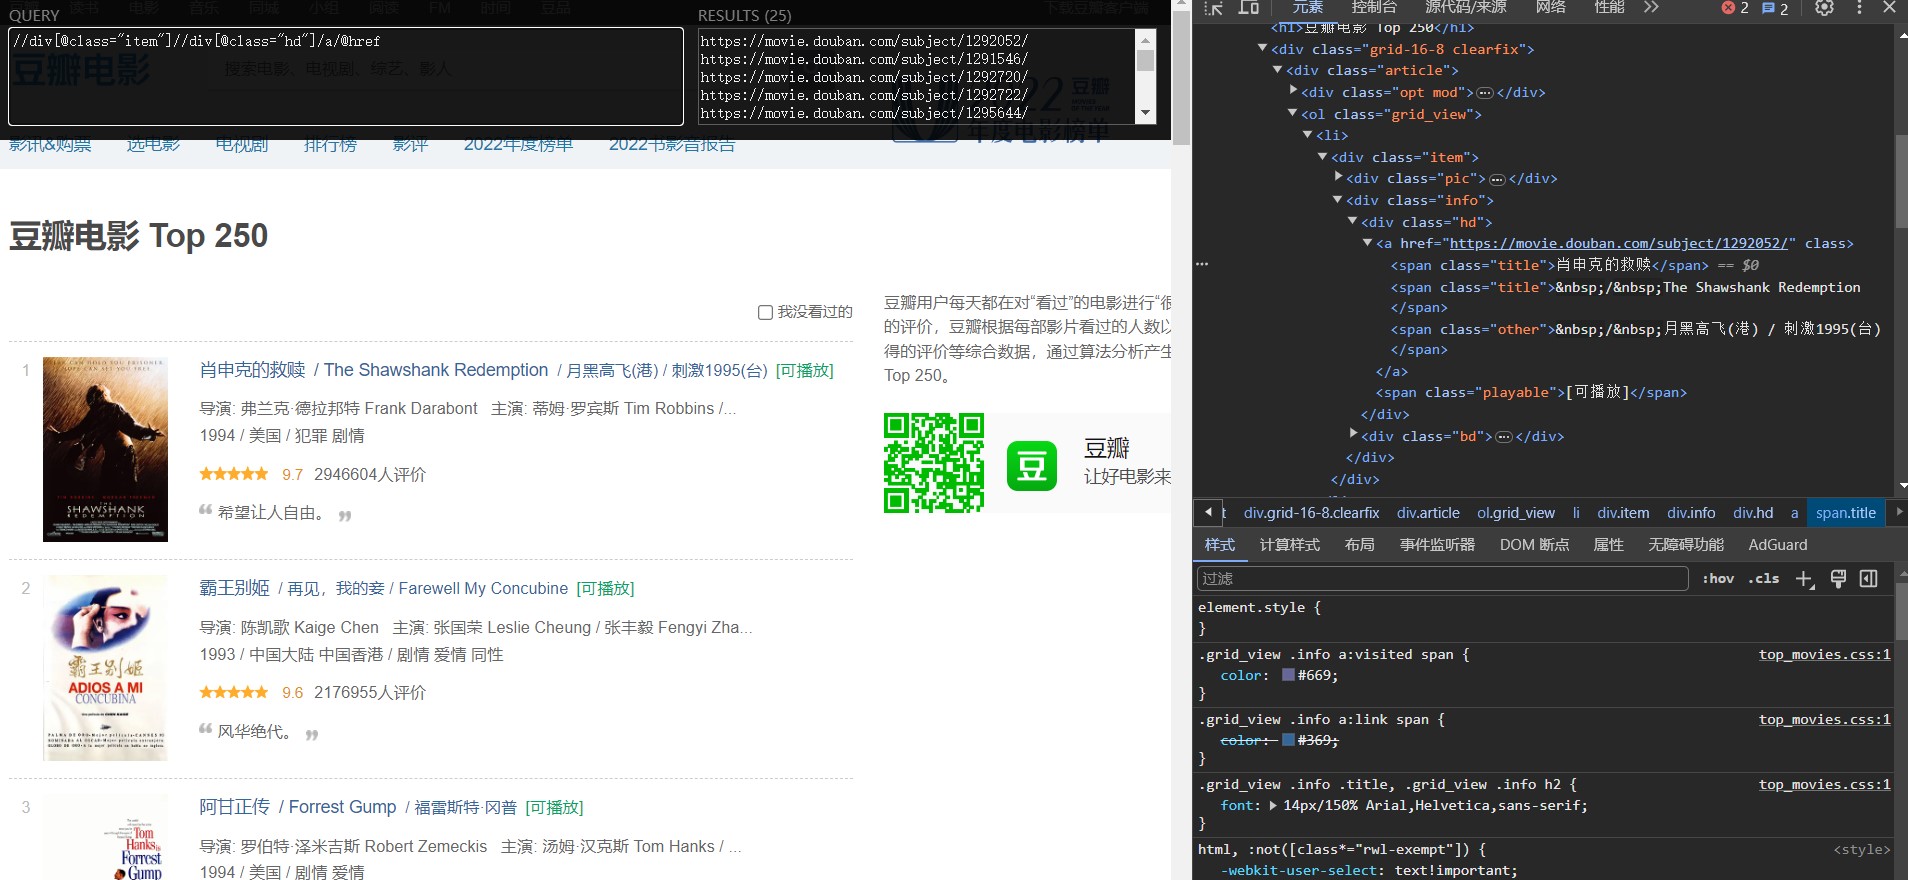 QUERY
//div[@class="item"]//div[@class="hd"]/a/@href
RESULTS (25)
https://movie.douban.com/subject/1292052/
https://movie.douban.com/subject/1291546/
https://movie.douban.com/subject/1292720/
https://movie.douban.com/subject/1292722/
https://movie.douban.com/subject/1295644/
豆瓣电影
搜索电影、电视剧、综艺、影人
影讯&购票 选电影 电视剧 排行榜 影评 2022年度榜单 2022书影音报告
年度电影榜单
豆瓣电影 Top 250
我没看过的
1
肖申克的救赎 / The Shawshank Redemption / 月黑高飞(港) / 刺激1995(台) [可播放]
导演: 弗兰克·德拉邦特 Frank Darabont 主演: 蒂姆·罗宾斯 Tim Robbins /...
1994 / 美国 / 犯罪 剧情
9.7 2946604人评价
“ 希望让人自由。 ”
THE
SHAWSHANK
REDEMPTION
2
霸王别姬 / 再见，我的妾 / Farewell My Concubine [可播放]
导演: 陈凯歌 Kaige Chen 主演: 张国荣 Leslie Cheung / 张丰毅 Fengyi Zha...
1993 / 中国大陆 中国香港 / 剧情 爱情 同性
9.6 2176955人评价
“ 风华绝代。 ”
霸王别姬
ADIOS A MI
CONCUBINA
3
阿甘正传 / Forrest Gump / 福雷斯特·冈普 [可播放]
导演: 罗伯特·泽米吉斯 Robert Zemeckis 主演: 汤姆·汉克斯 Tom Hanks / ...
1994 / 美国 / 剧情 爱情
Tom
Hanks is
Forrest
Gump
豆瓣用户每天都在对“看过”的电影进行“很
的评价，豆瓣根据每部影片看过的人数以
得的评价等综合数据，通过算法分析产生
Top 250。
豆
豆瓣
让好电影来
元素 控制台 源代码/来源 网络 性能 2 2
<h1>豆瓣电影 Top 250</h1>
<div class="grid-16-8 clearfix">
<div class="article">
<div class="opt mod">…</div>
<ol class="grid_view">
<li>
<div class="item">
<div class="pic">…</div>
<div class="info">
<div class="hd">
<a href="https://movie.douban.com/subject/1292052/" class>
<span class="title">肖申克的救赎</span> == $0
<span class="title">&nbsp;/&nbsp;The Shawshank Redemption
</span>
<span class="other">&nbsp;/&nbsp;月黑高飞(港) / 刺激1995(台)
</span>
</a>
<span class="playable">[可播放]</span>
</div>
<div class="bd">…</div>
</div>
</div>
t div.grid-16-8.clearfix div.article ol.grid_view li div.item div.info div.hd a span.title
样式 计算样式 布局 事件监听器 DOM 断点 属性 无障碍功能 AdGuard
过滤 :hov .cls
element.style {
}
.grid_view .info a:visited span { top_movies.css:1
color: #669;
}
.grid_view .info a:link span { top_movies.css:1
color: #369;
}
.grid_view .info .title, .grid_view .info h2 { top_movies.css:1
font: 14px/150% Arial,Helvetica,sans-serif;
}
html, :not([class*="rwl-exempt"]) { <style>
-webkit-user-select: text!important;